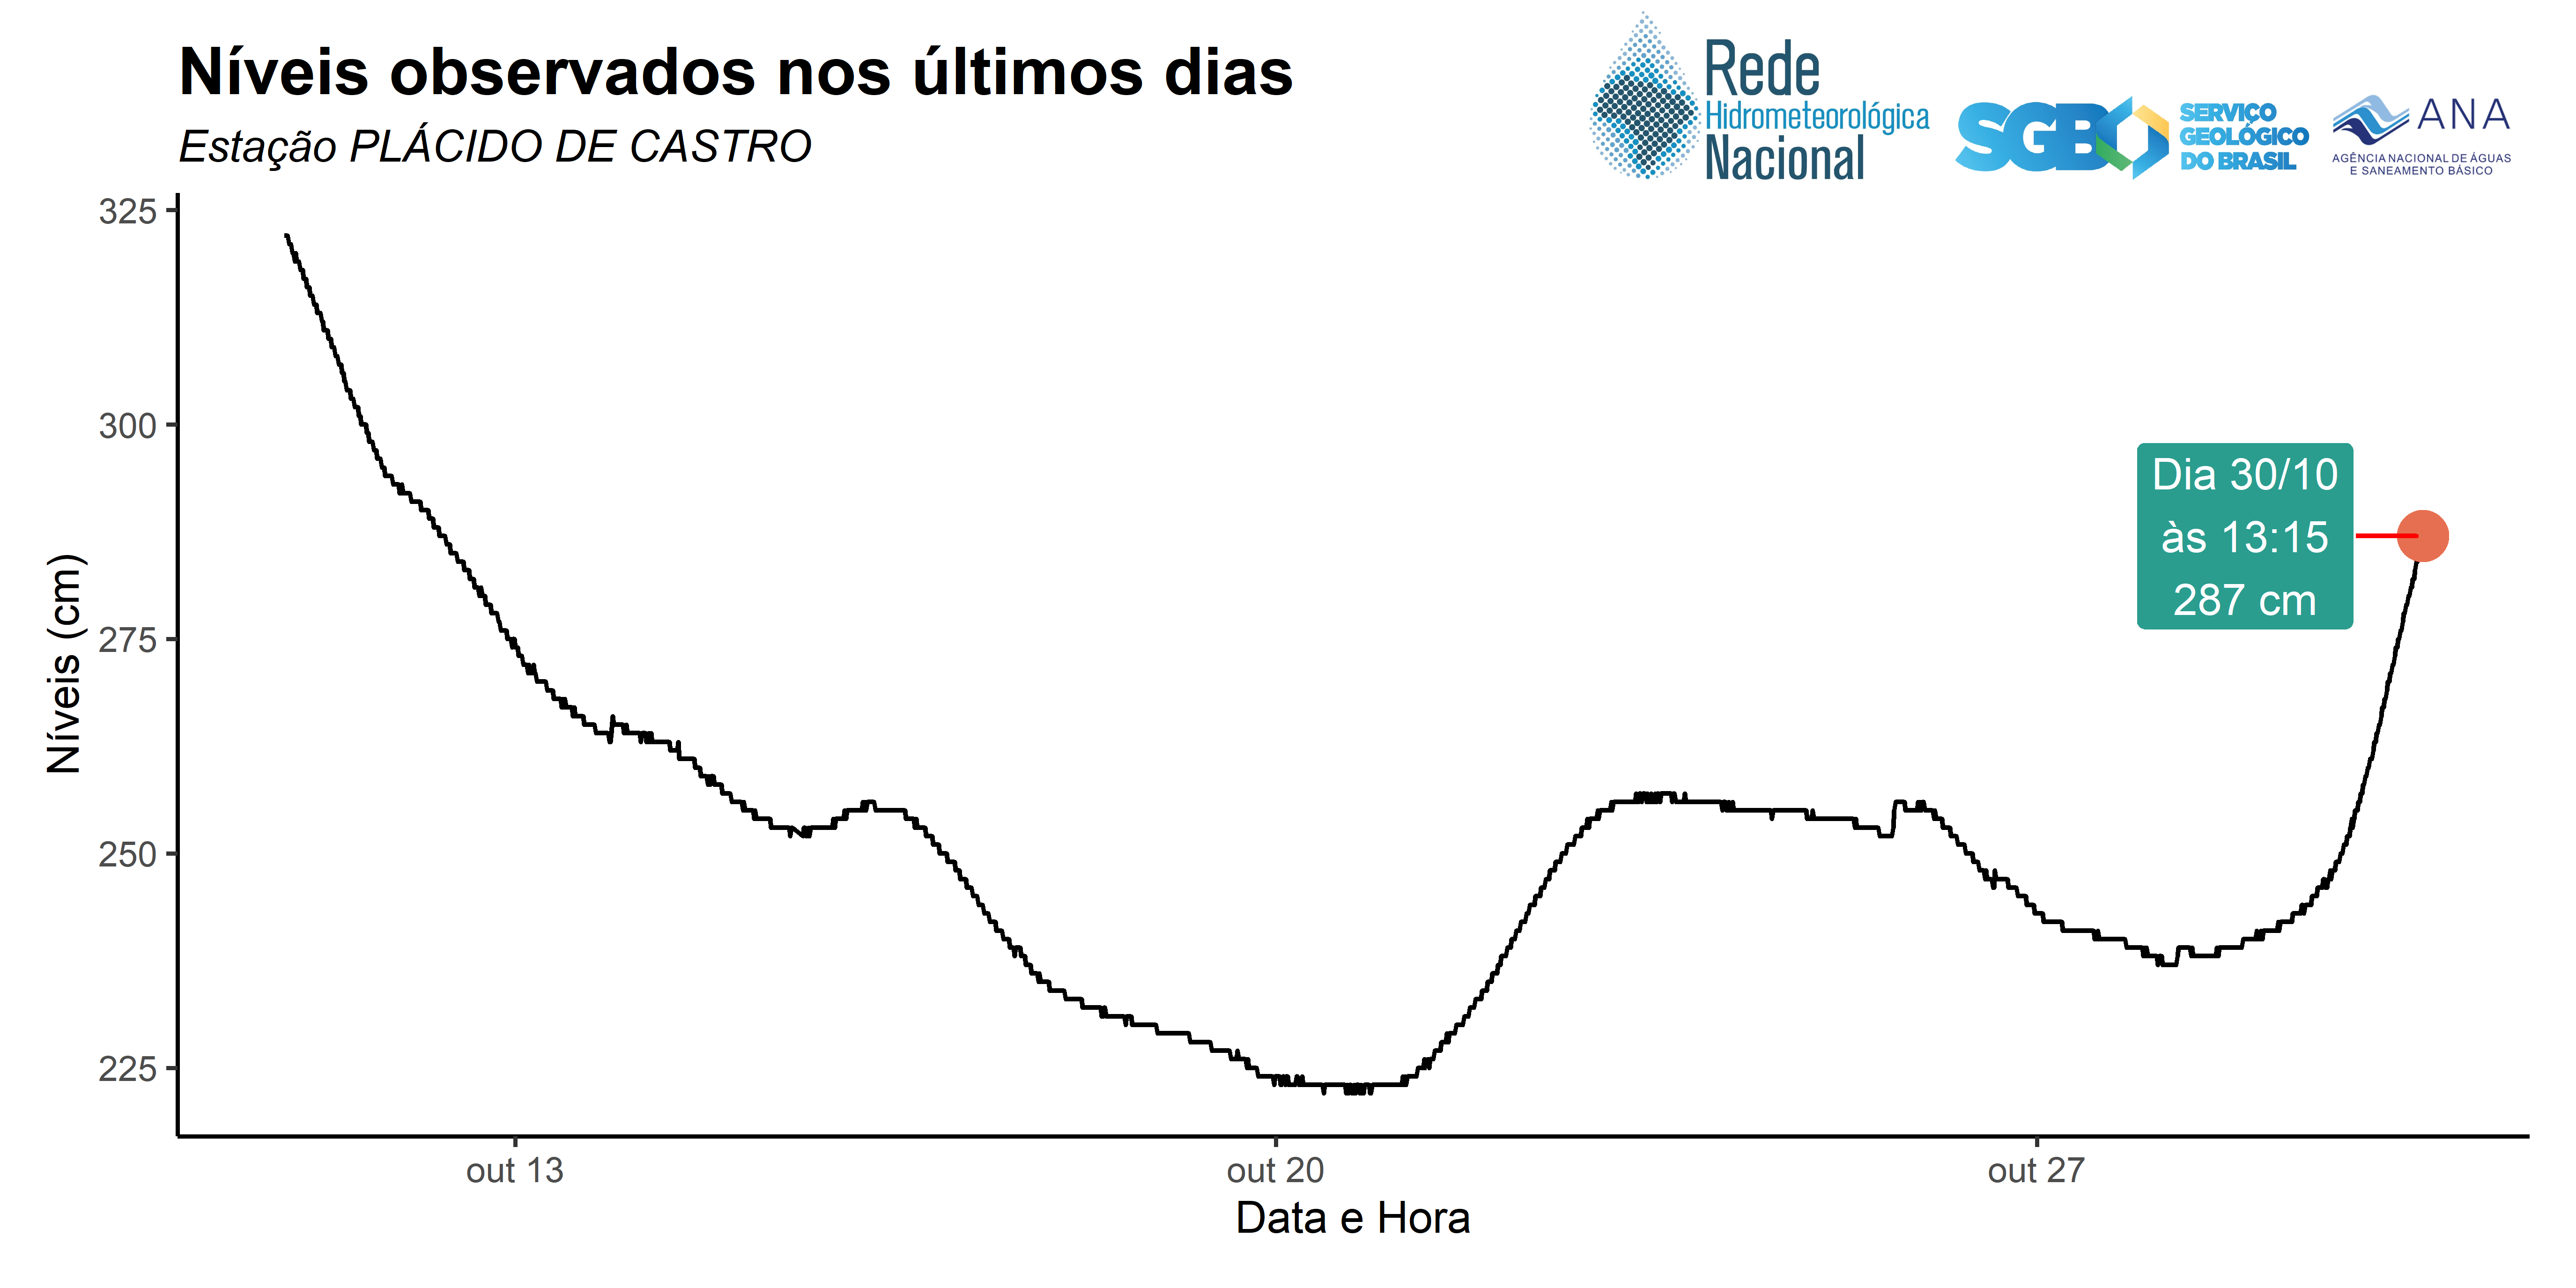 Níveis observados nos últimos dias
Estação PLÁCIDO DE CASTRO
Rede
Hidrometeorológica
Nacional
SGB
SERVIÇO
GEOLÓGICO
DO BRASIL
ANA
AGÊNCIA NACIONAL DE ÁGUAS
E SANEAMENTO BÁSICO
Níveis (cm)
325
300
275
250
225
Dia 30/10
às 13:15
287 cm
out 13
out 20
out 27
Data e Hora